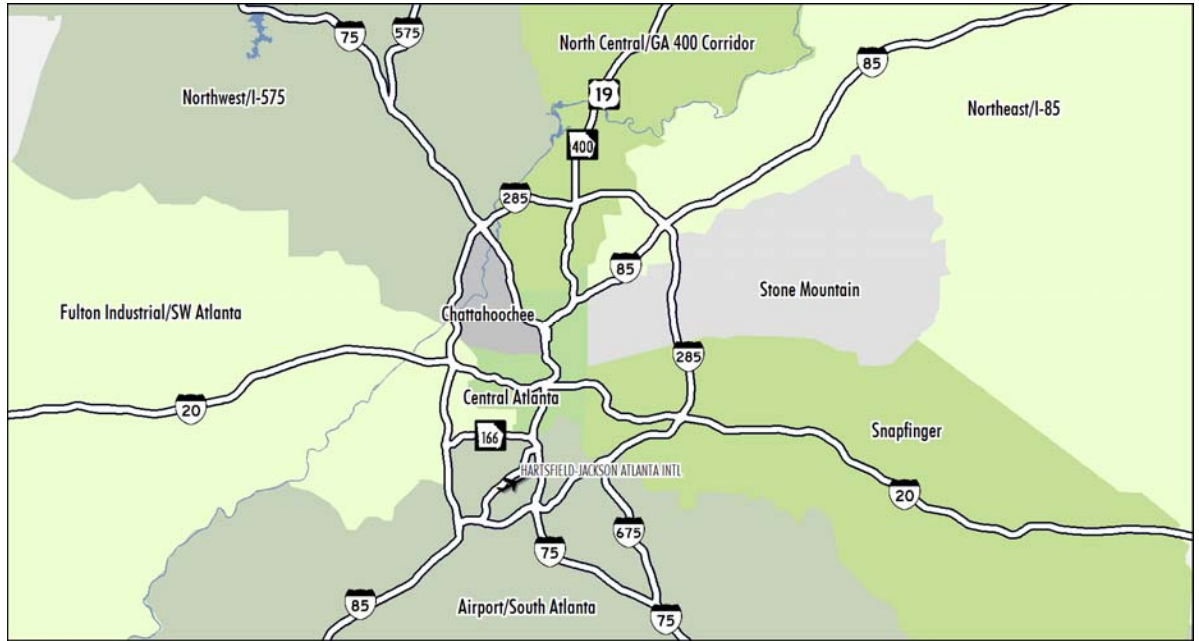 75
575
North Central/GA 400 Corridor
85
Northwest/I-575
19
Northeast/I-85
400
285
85
Stone Mountain
Fulton Industrial/SW Atlanta
Chattahoochee
285
Central Atlanta
20
166
Snapfinger
HARTSFIELD-JACKSON ATLANTA INTL
20
675
75
85
Airport/South Atlanta
75